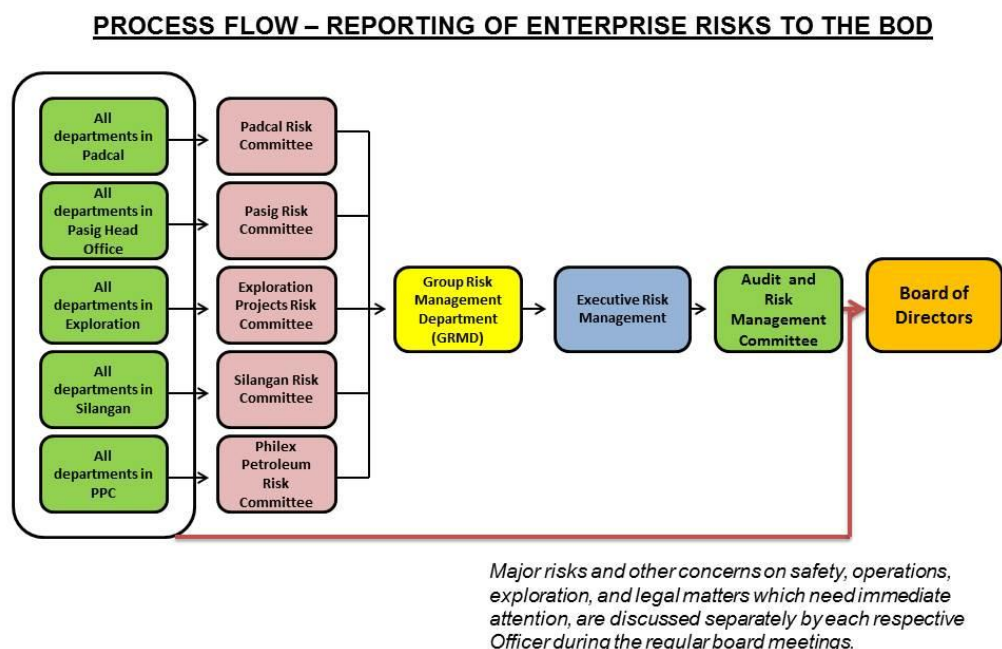 PROCESS FLOW – REPORTING OF ENTERPRISE RISKS TO THE BOD
All
departments in
Padcal
Padcal Risk
Committee
All
departments in
Pasig Head
Office
Pasig Risk
Committee
All
departments in
Exploration
Exploration
Projects Risk
Committee
Group Risk
Management
Department
(GRMD)
Executive Risk
Management
Audit and
Risk
Management
Committee
Board of
Directors
All
departments in
Silangan
Silangan Risk
Committee
All
departments in
PPC
Philex
Petroleum
Risk
Committee
Major risks and other concerns on safety, operations,
exploration, and legal matters which need immediate
attention, are discussed separately by each respective
Officer during the regular board meetings.